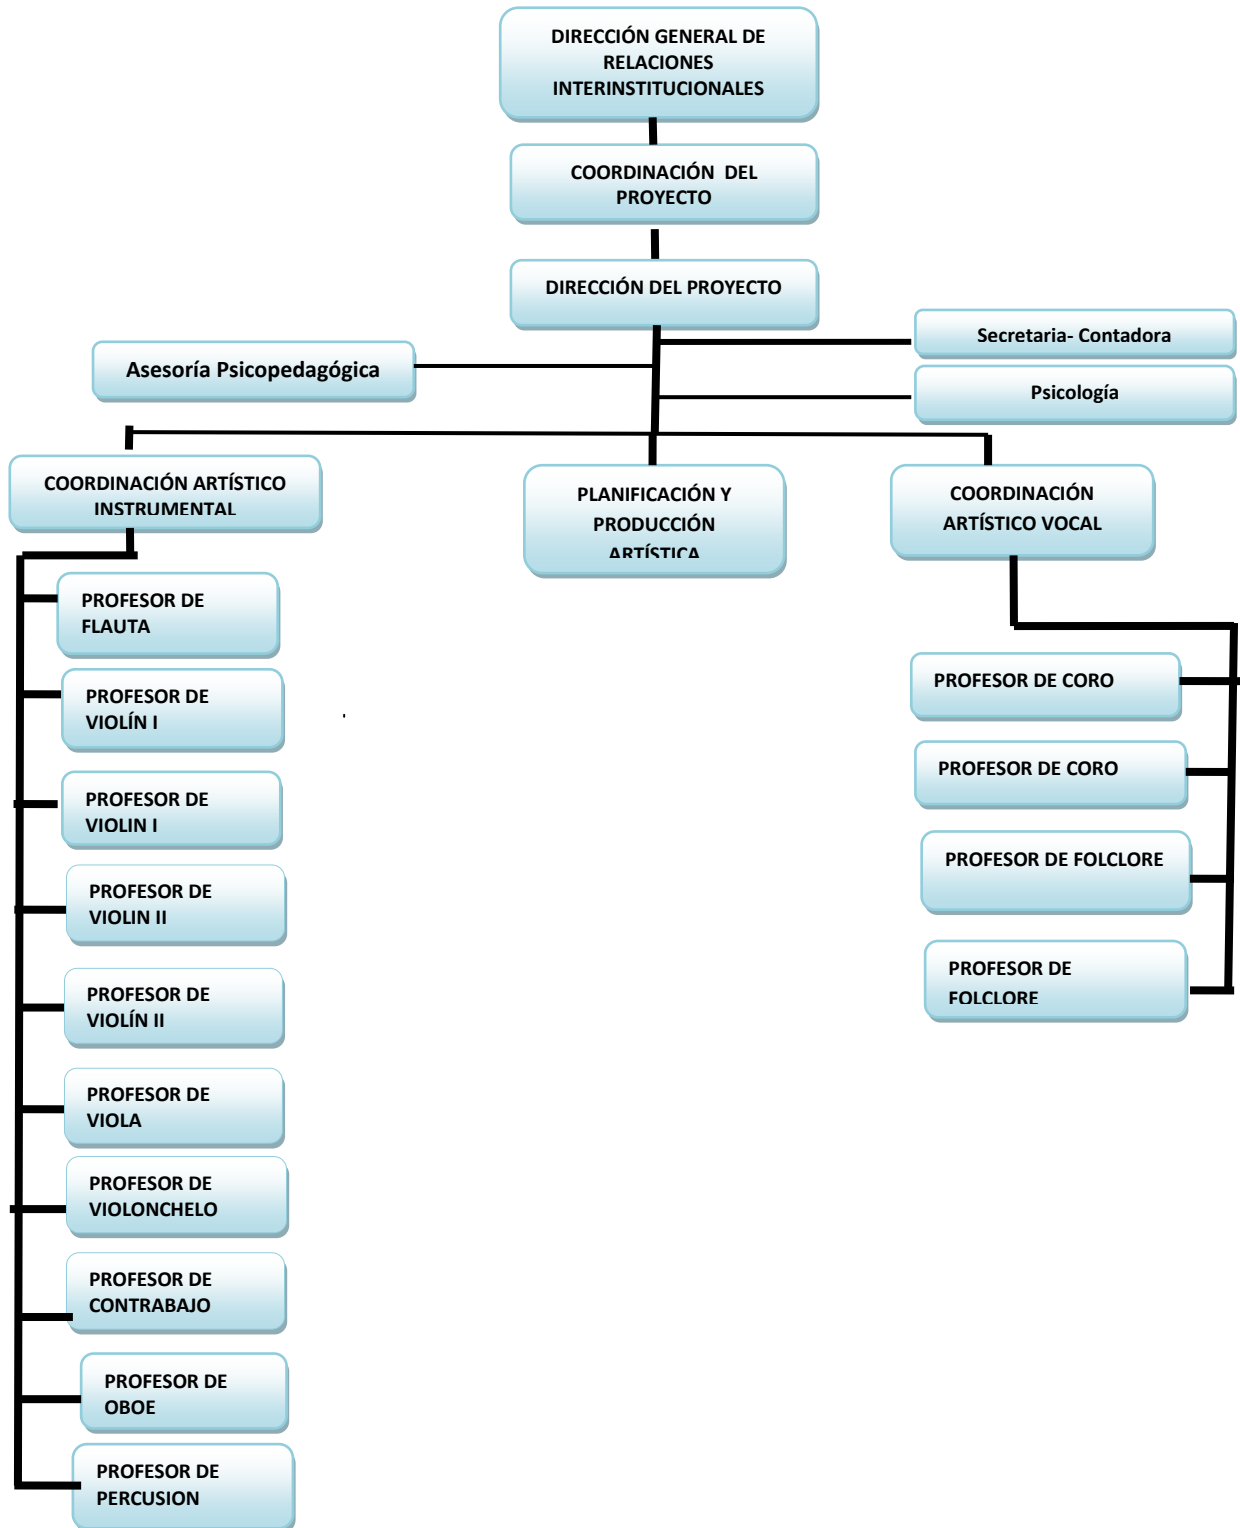 DIRECCIÓN GENERAL DE
RELACIONES
INTERINSTITUCIONALES
COORDINACIÓN DEL
PROYECTO
DIRECCIÓN DEL PROYECTO
Secretaria- Contadora
Asesoría Psicopedagógica
Psicología
COORDINACIÓN ARTÍSTICO
INSTRUMENTAL
PLANIFICACIÓN Y
PRODUCCIÓN
ARTÍSTICA
COORDINACIÓN
ARTÍSTICO VOCAL
PROFESOR DE
FLAUTA
PROFESOR DE
VIOLÍN I
PROFESOR DE
VIOLIN I
PROFESOR DE
VIOLIN II
PROFESOR DE
VIOLÍN II
PROFESOR DE
VIOLA
PROFESOR DE
VIOLONCHELO
PROFESOR DE
CONTRABAJO
PROFESOR DE
OBOE
PROFESOR DE
PERCUSION
PROFESOR DE CORO
PROFESOR DE CORO
PROFESOR DE FOLCLORE
PROFESOR DE
FOLCLORE